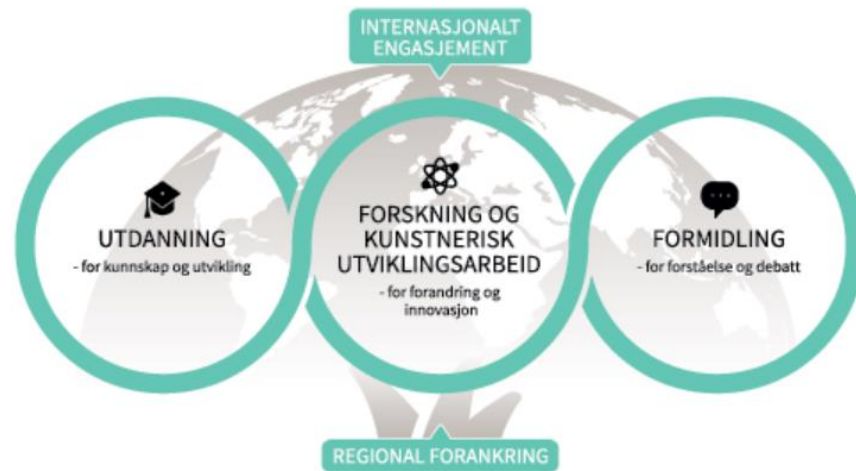 INTERNASJONALT
ENGASJEMENT
UTDANNING
- for kunnskap og utvikling
FORSKNING OG
KUNSTNERISK
UTVIKLINGSARBEID
- for forandring og
innovasjon
FORMIDLING
- for forståelse og debatt
REGIONAL FORANKRING